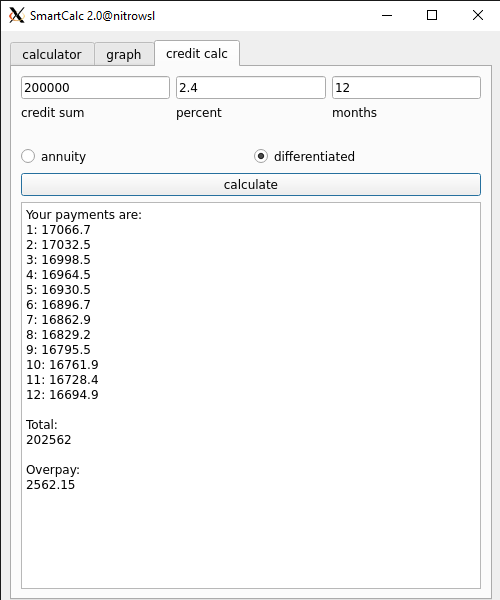 SmartCalc 2.0@nitrowsl
calculator graph credit calc
200000 2.4 12
credit sum percent months
annuity differentiated
calculate
Your payments are:
1: 17066.7
2: 17032.5
3: 16998.5
4: 16964.5
5: 16930.5
6: 16896.7
7: 16862.9
8: 16829.2
9: 16795.5
10: 16761.9
11: 16728.4
12: 16694.9
Total:
202562
Overpay:
2562.15